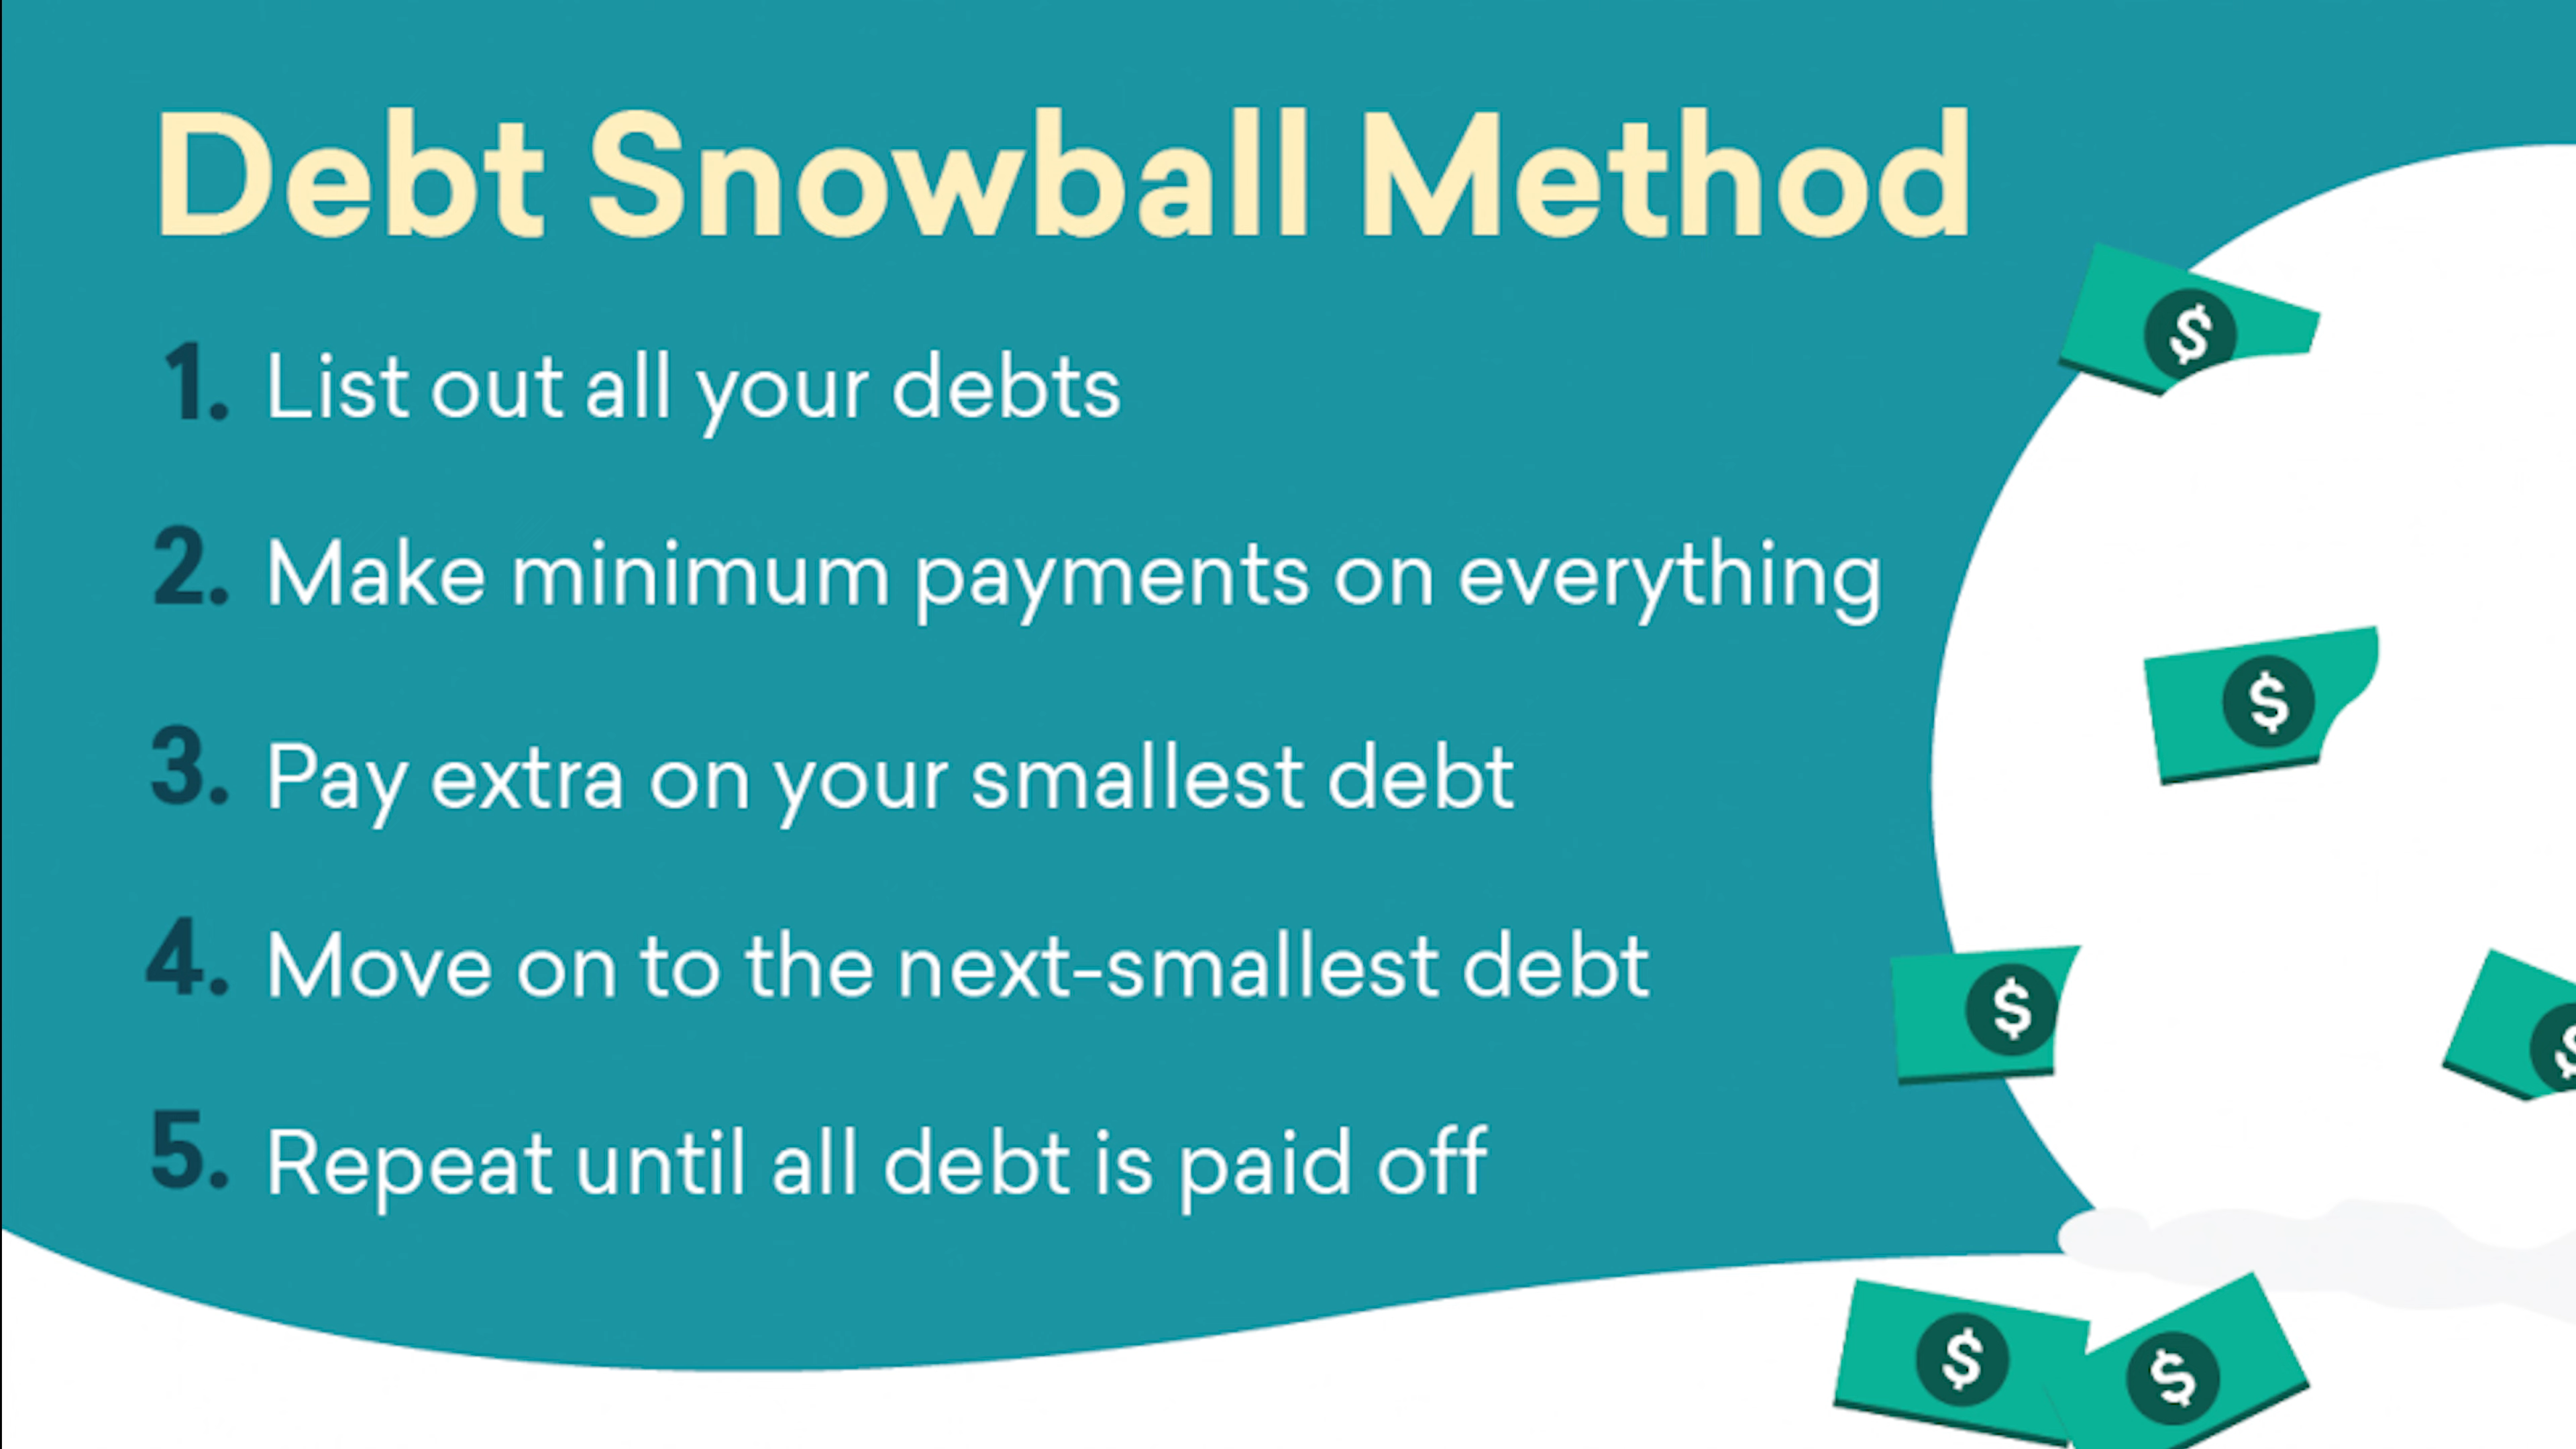 Debt Snowball Method
1. List out all your debts
2. Make minimum payments on everything
3. Pay extra on your smallest debt
4. Move on to the next-smallest debt
5. Repeat until all debt is paid off
$
$
$
$
$
$